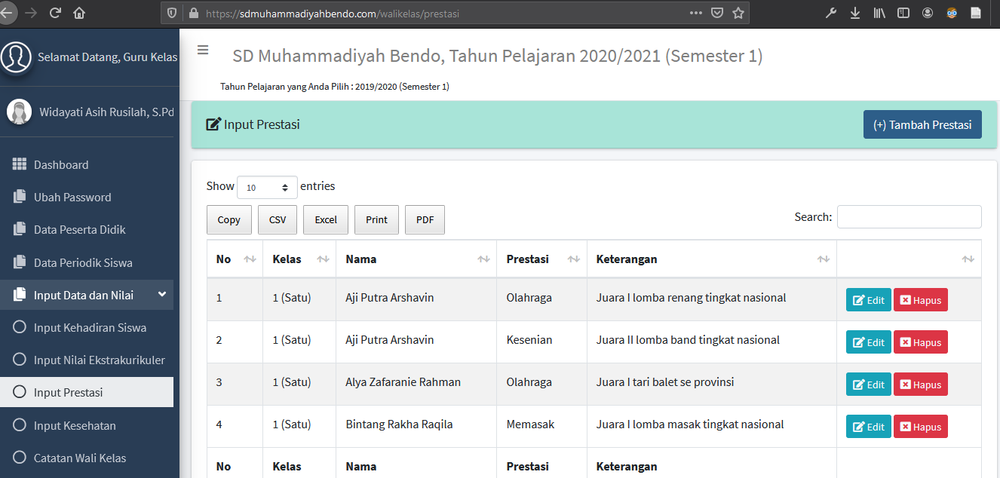 https://sdmuhammadiyahbendo.com/walikelas/prestasi
Selamat Datang, Guru Kelas
Widayati Asih Rusilah, S.Pd
Dashboard
Ubah Password
Data Peserta Didik
Data Periodik Siswa
Input Data dan Nilai
Input Kehadiran Siswa
Input Nilai Ekstrakurikuler
Input Prestasi
Input Kesehatan
Catatan Wali Kelas
SD Muhammadiyah Bendo, Tahun Pelajaran 2020/2021 (Semester 1)
Tahun Pelajaran yang Anda Pilih : 2019/2020 (Semester 1)
Input Prestasi (+) Tambah Prestasi
Show 10 entries
Copy CSV Excel Print PDF Search:
No Kelas Nama Prestasi Keterangan
1 1 (Satu) Aji Putra Arshavin Olahraga Juara I lomba renang tingkat nasional Edit Hapus
2 1 (Satu) Aji Putra Arshavin Kesenian Juara II lomba band tingkat nasional Edit Hapus
3 1 (Satu) Alya Zafaranie Rahman Olahraga Juara I tari balet se provinsi Edit Hapus
4 1 (Satu) Bintang Rakha Raqila Memasak Juara I lomba masak tingkat nasional Edit Hapus
No Kelas Nama Prestasi Keterangan